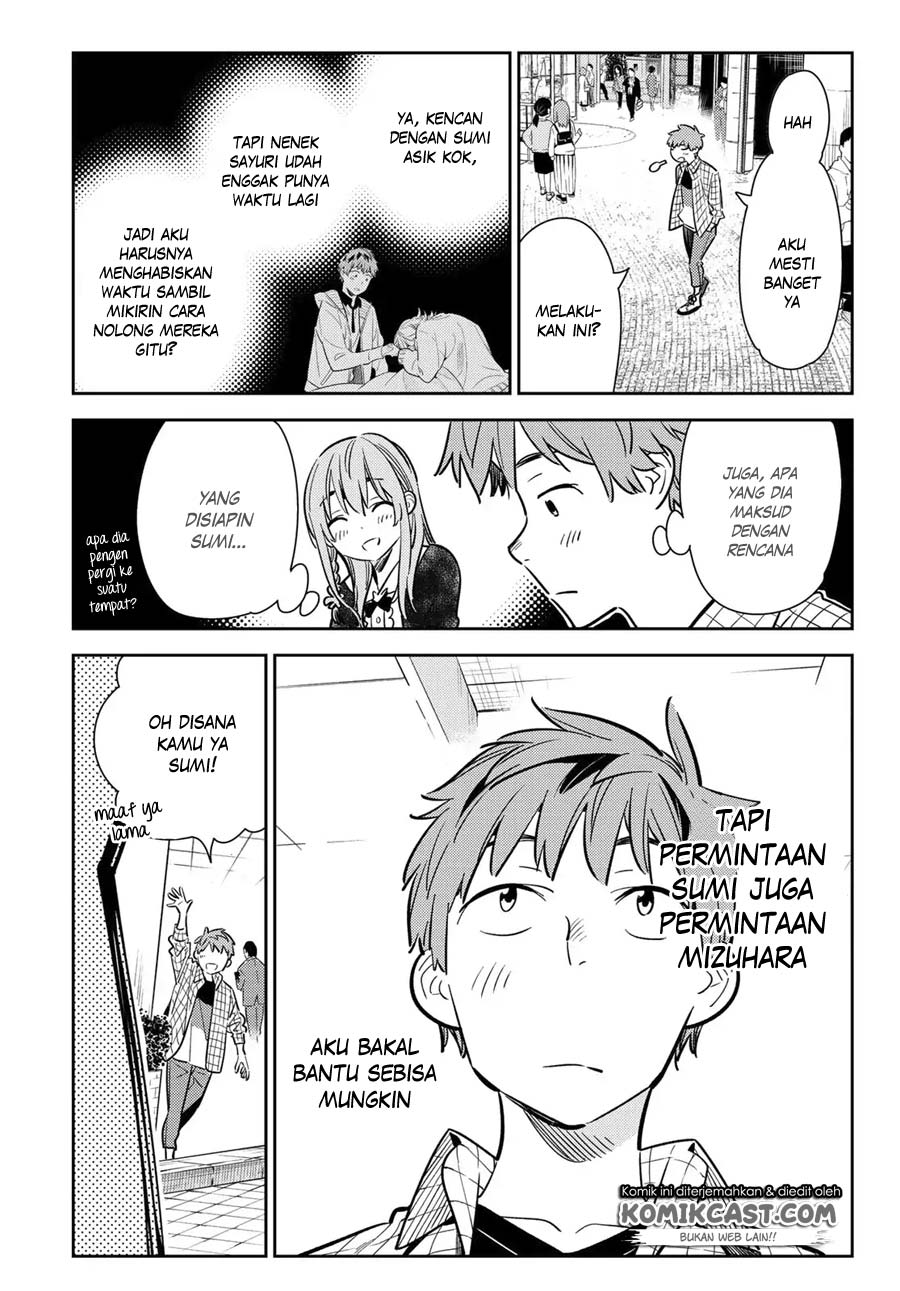 HAH
AKU
MESTI
BANGET
YA
MELAKU-
KAN INI?
YA, KENCAN
DENGAN SUMI
ASIK KOK,
TAPI NENEK
SAYURI UDAH
ENGGAK PUNYA
WAKTU LAGI
JADI AKU
HARUSNYA
MENGHABISKAN
WAKTU SAMBIL
MIKIRIN CARA
NOLONG MEREKA
GITU?
JUGA, APA
YANG DIA
MAKSUD
DENGAN
RENCANA
YANG
DISIAPIN
SUMI...
apa dia
pengen
pergi ke
suatu
tempat?
TAPI
PERMINTAAN
SUMI JUGA
PERMINTAAN
MIZUHARA
AKU BAKAL
BANTU SEBISA
MUNGKIN
OH DISANA
KAMU YA
SUMI!
maaf ya
lama
Komik ini diterjemahkan & diedit oleh
KOMIKCAST.COM
BUKAN WEB LAIN!!